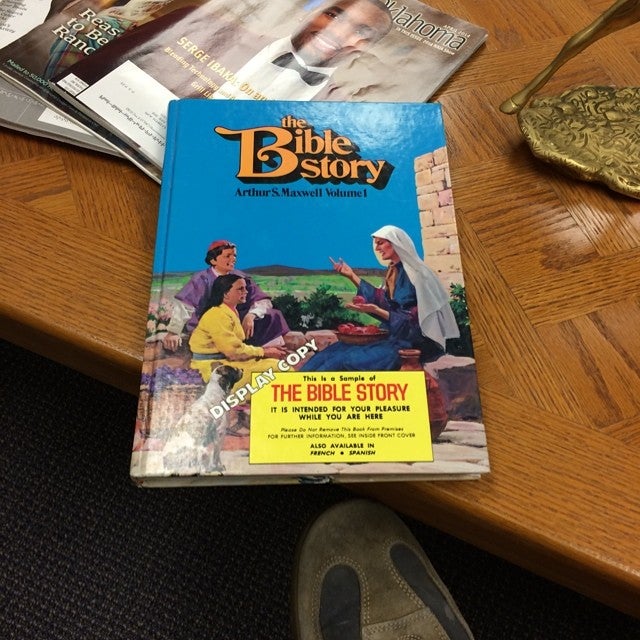 Oklahoma
SERGE IBAKA
Reas
to Be
Ranc
the
Bible
story
Arthur S. Maxwell Volume 1
DISPLAY COPY
This Is a Sample of
THE BIBLE STORY
IT IS INTENDED FOR YOUR PLEASURE
WHILE YOU ARE HERE
Please Do Not Remove This Book From Premises
FOR FURTHER INFORMATION, SEE INSIDE FRONT COVER
ALSO AVAILABLE IN
FRENCH • SPANISH